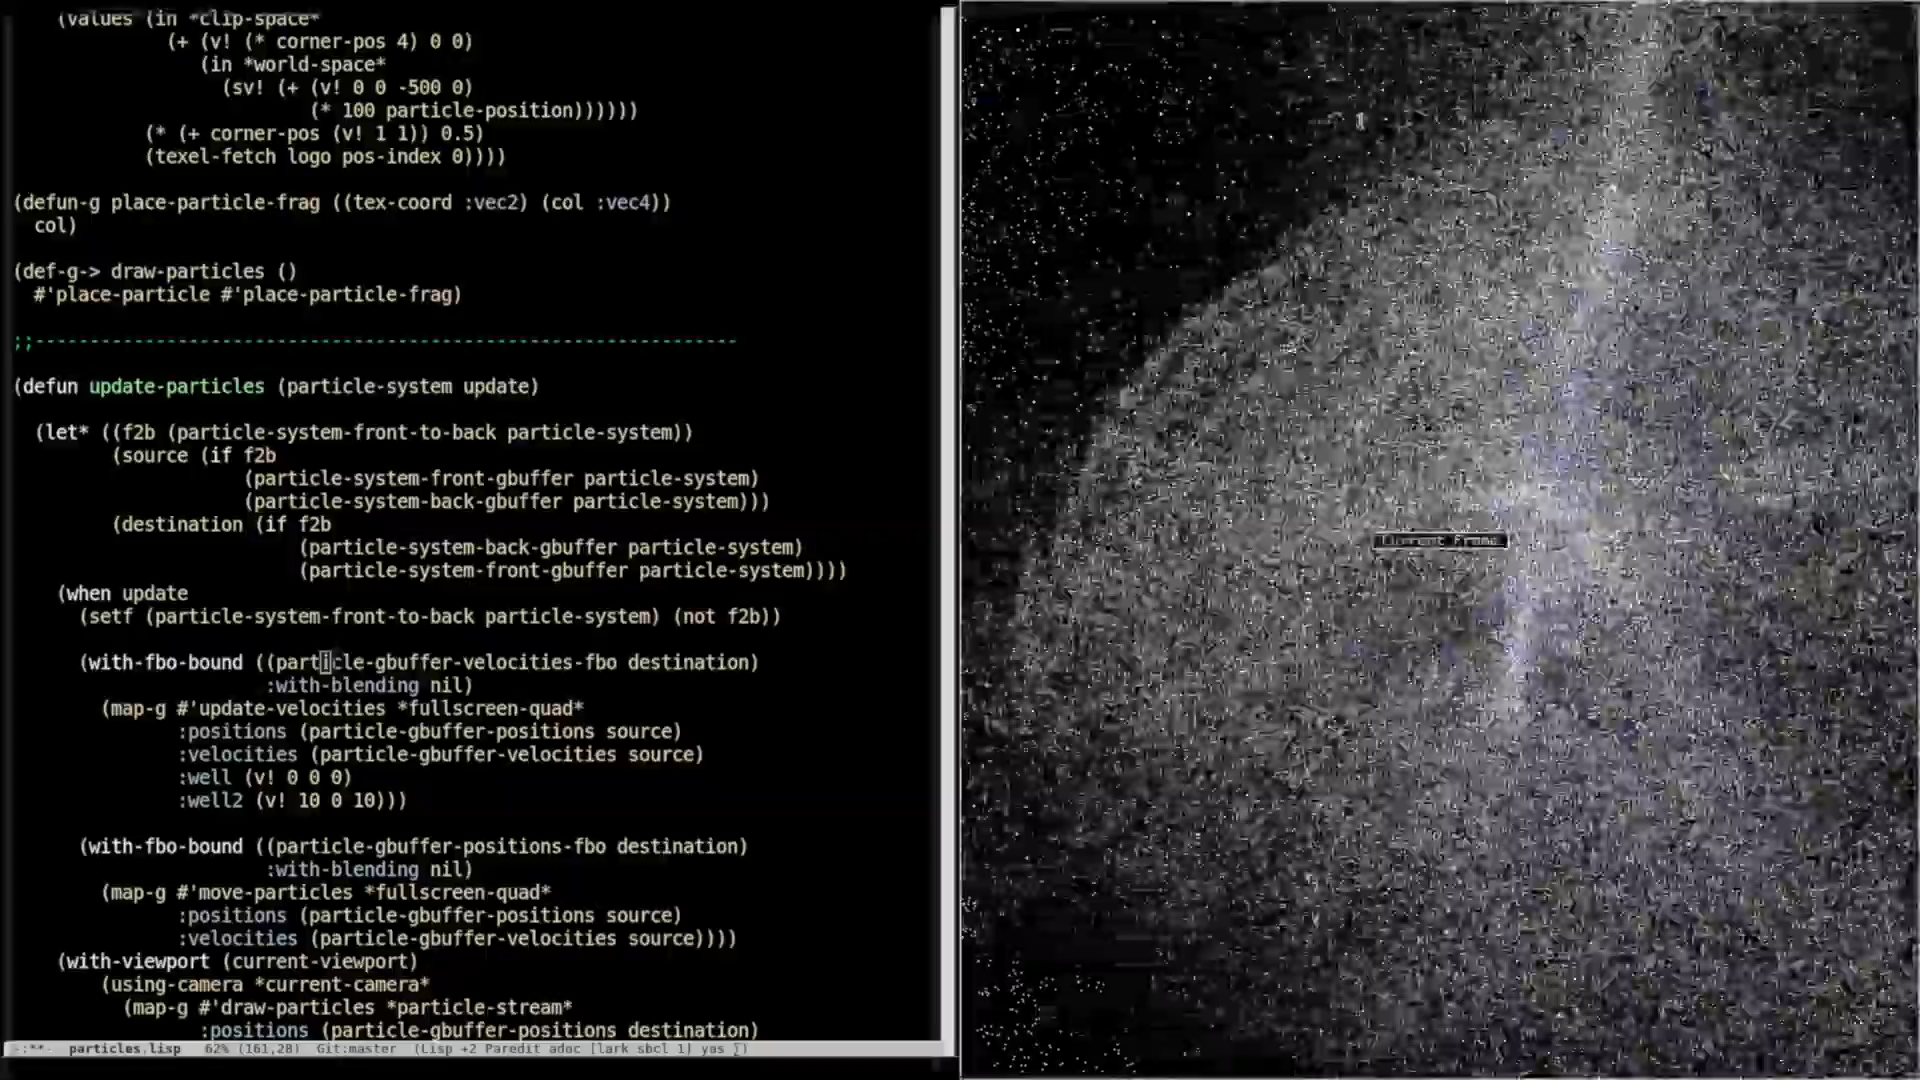 (values (in *clip-space*
(+ (v! (* corner-pos 4) 0 0)
(in *world-space*
(sv! (+ (v! 0 0 -500 0)
(* 100 particle-position))))))
(* (+ corner-pos (v! 1 1)) 0.5)
(texel-fetch logo pos-index 0))))
(defun-g place-particle-frag ((tex-coord :vec2) (col :vec4))
col)
(def-g-> draw-particles ()
#'place-particle #'place-particle-frag)
;;----------------------------------------------------------------
(defun update-particles (particle-system update)
(let* ((f2b (particle-system-front-to-back particle-system))
(source (if f2b
(particle-system-front-gbuffer particle-system)
(particle-system-back-gbuffer particle-system)))
(destination (if f2b
(particle-system-back-gbuffer particle-system)
(particle-system-front-gbuffer particle-system))))
(when update
(setf (particle-system-front-to-back particle-system) (not f2b))
(with-fbo-bound ((particle-gbuffer-velocities-fbo destination)
:with-blending nil)
(map-g #'update-velocities *fullscreen-quad*
:positions (particle-gbuffer-positions source)
:velocities (particle-gbuffer-velocities source)
:well (v! 0 0 0)
:well2 (v! 10 0 10)))
(with-fbo-bound ((particle-gbuffer-positions-fbo destination)
:with-blending nil)
(map-g #'move-particles *fullscreen-quad*
:positions (particle-gbuffer-positions source)
:velocities (particle-gbuffer-velocities source))))
(with-viewport (current-viewport)
(using-camera *current-camera*
(map-g #'draw-particles *particle-stream*
:positions (particle-gbuffer-positions destination)
-:**- particles.lisp 62% (161,28) Git:master (Lisp +2 Paredit adoc [lark sbcl 1] yas ∑)
Current Frame